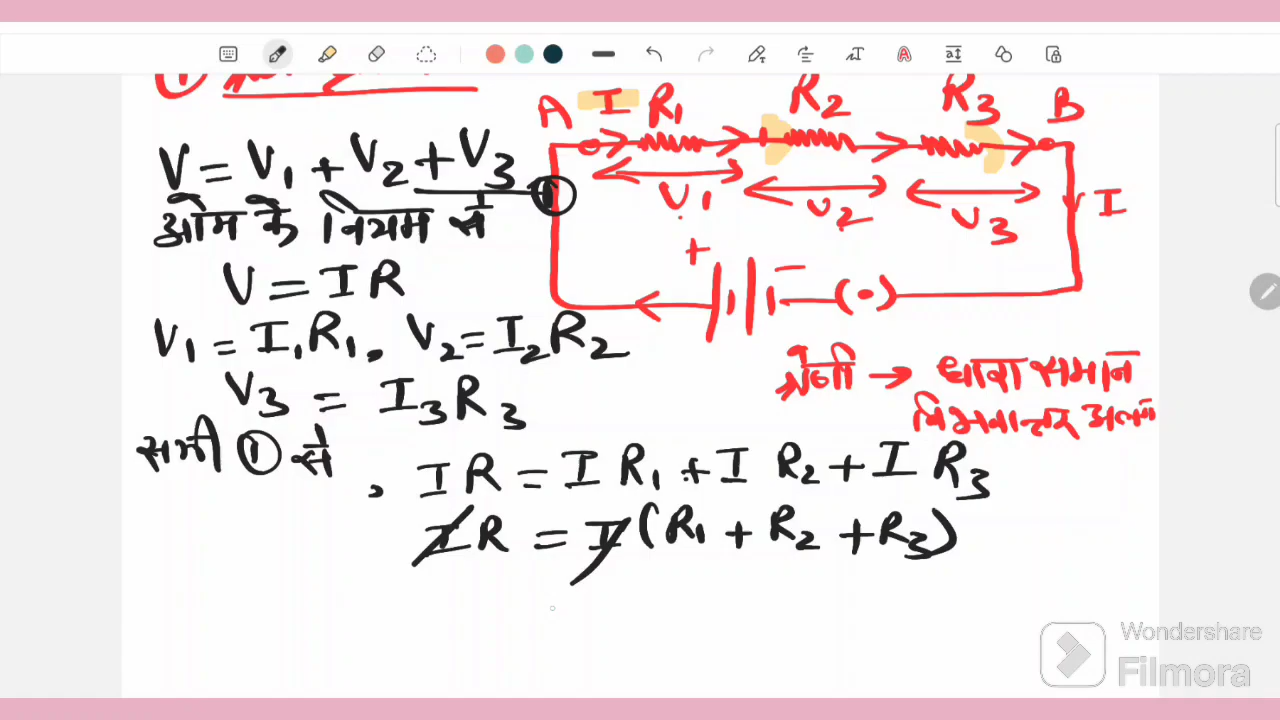 A I R1 R2 R3 B
V = V1 + V2 + V3 1
ओम के नियम से
V1 V2 V3 I
V = IR
+ −
V1 = I1R1, V2 = I2R2
V3 = I3R3
श्रेणी → धारा समान
विभवान्तर अलग
समी ① से
, IR = IR1 + IR2 + IR3
IR = I(R1 + R2 + R3)
Wondershare
Filmora